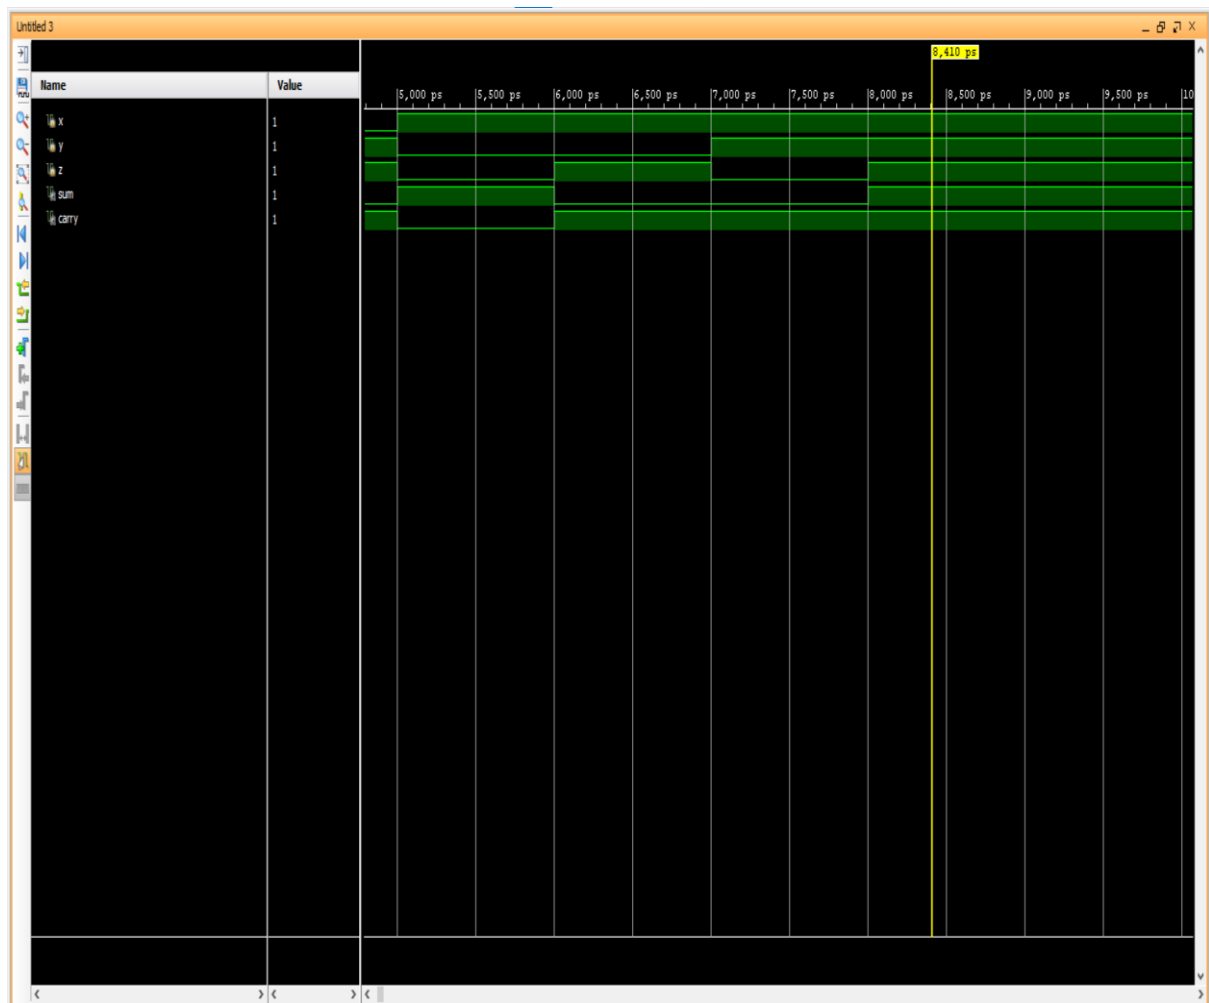 Untitled 3
8,410 ps
Name Value
5,000 ps 5,500 ps 6,000 ps 6,500 ps 7,000 ps 7,500 ps 8,000 ps 8,500 ps 9,000 ps 9,500 ps 10
x 1
y 1
z 1
sum 1
carry 1